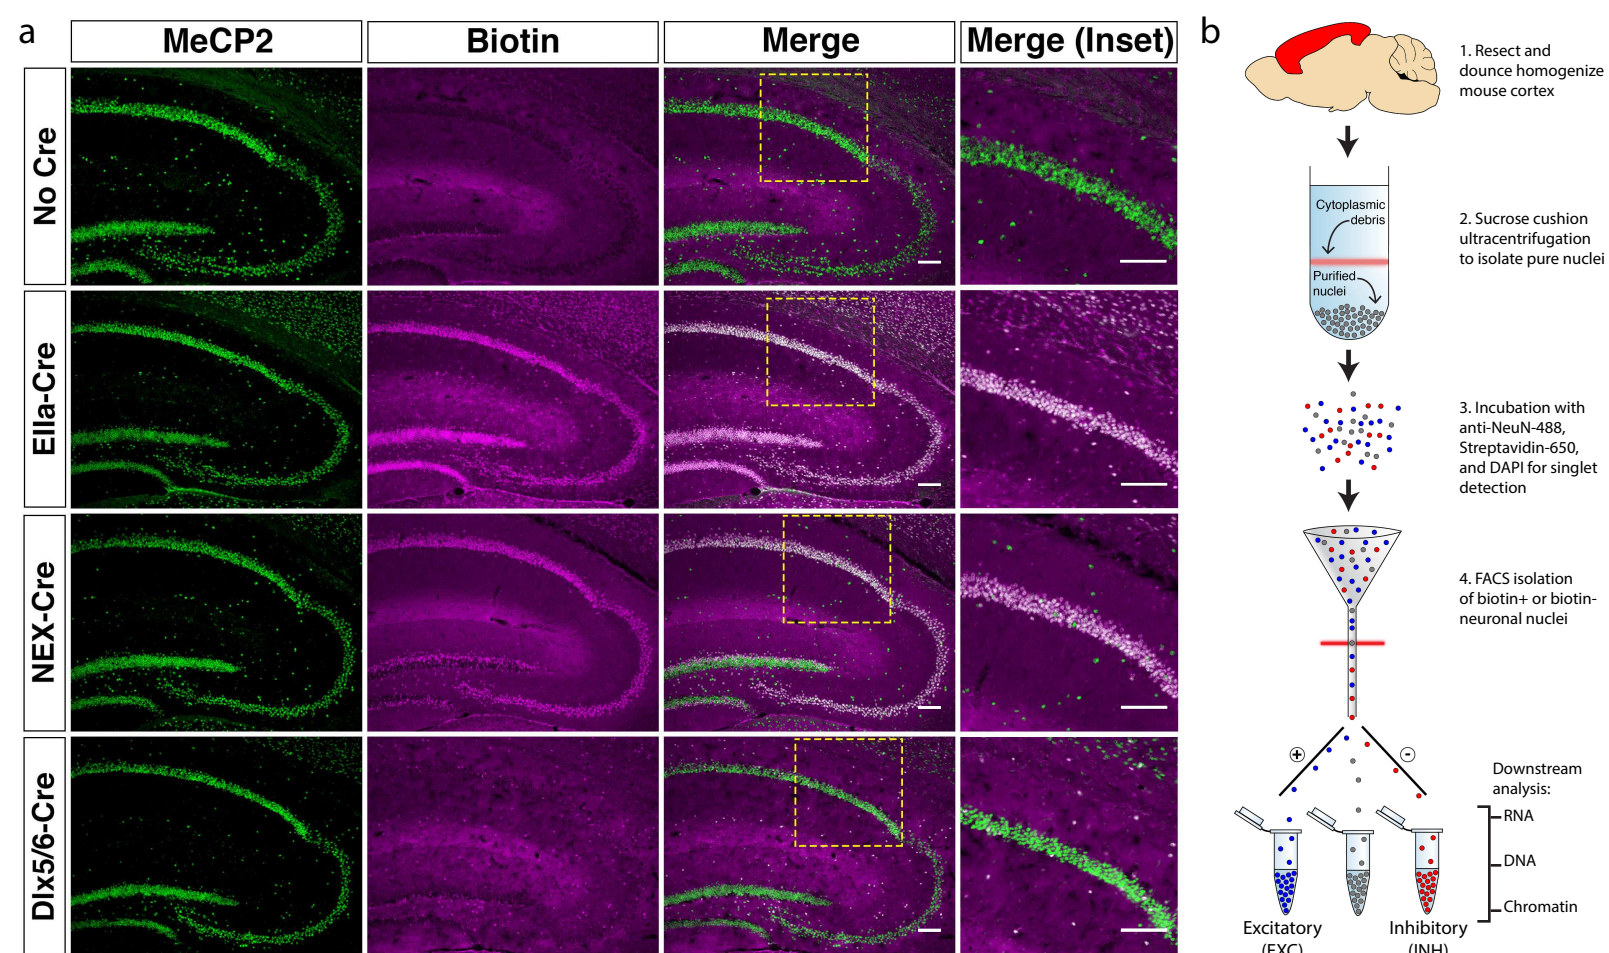 a
MeCP2
Biotin
Merge
Merge (Inset)
No Cre
EIIa-Cre
NEX-Cre
Dlx5/6-Cre
b
1. Resect and
dounce homogenize
mouse cortex
Cytoplasmic
debris
Purified
nuclei
2. Sucrose cushion
ultracentrifugation
to isolate pure nuclei
3. Incubation with
anti-NeuN-488,
Streptavidin-650,
and DAPI for singlet
detection
4. FACS isolation
of biotin+ or biotin-
neuronal nuclei
+
-
Downstream
analysis:
RNA
DNA
Chromatin
Excitatory
(EXC)
Inhibitory
(INH)